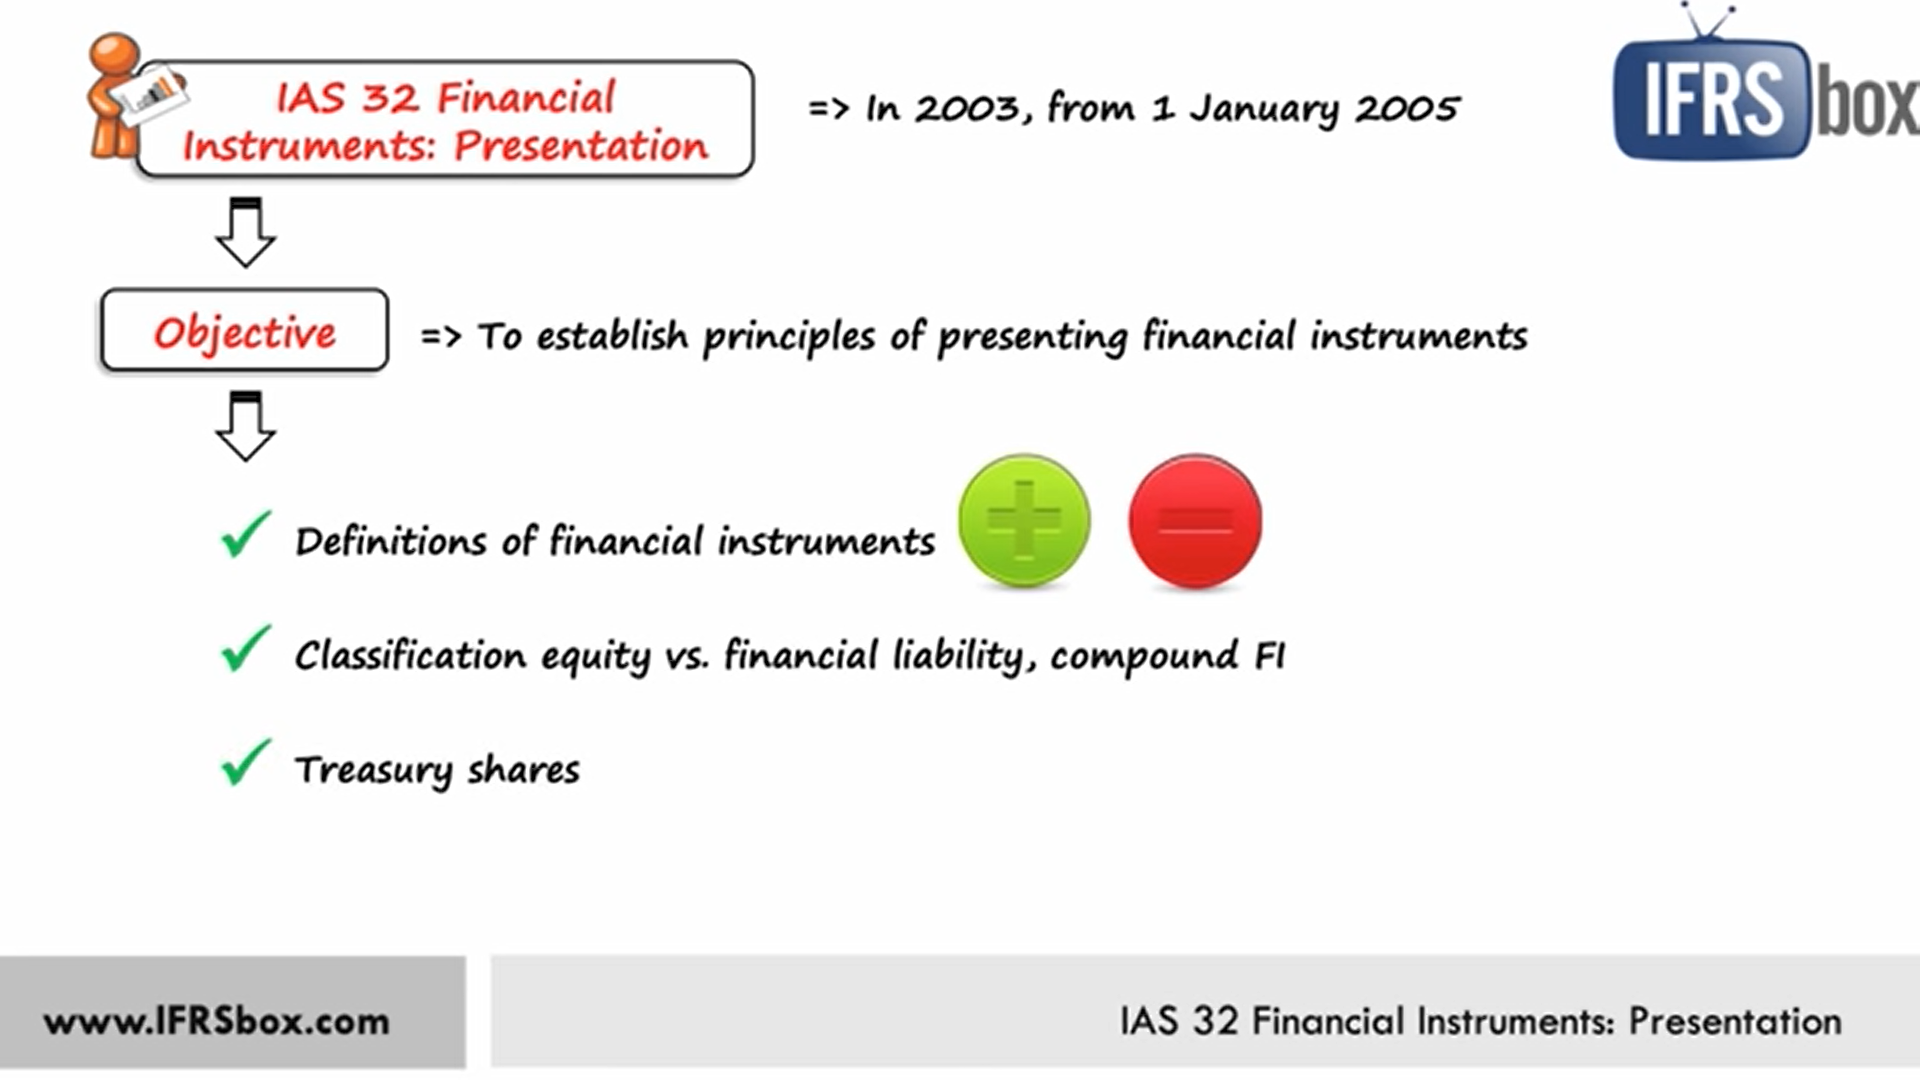 IAS 32 Financial
Instruments: Presentation
=> In 2003, from 1 January 2005
IFRSbox
Objective
=> To establish principles of presenting financial instruments
✓ Definitions of financial instruments
✓ Classification equity vs. financial liability, compound FI
✓ Treasury shares
www.IFRSbox.com
IAS 32 Financial Instruments: Presentation